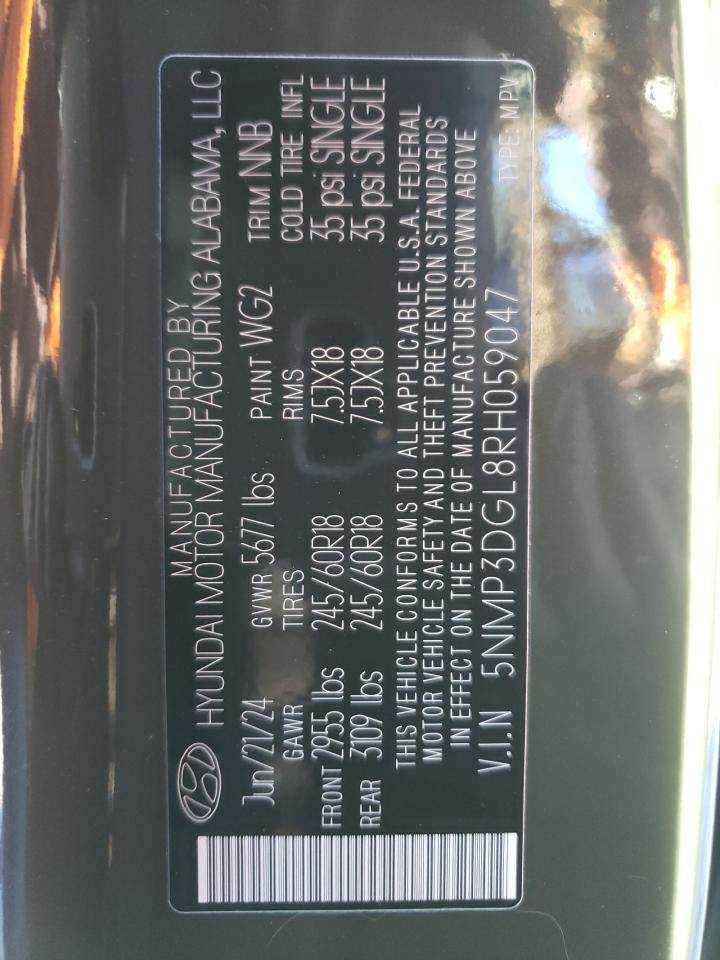 MANUFACTURED BY
HYUNDAI MOTOR MANUFACTURING ALABAMA, LLC
Jun/21/24 GVWR 5677 lbs PAINT WG2 TRIM NNB
GAWR TIRES RIMS COLD TIRE INFL
FRONT 2955 lbs 245/60R18 7.5JX18 35 psi SINGLE
REAR 3109 lbs 245/60R18 7.5JX18 35 psi SINGLE
THIS VEHICLE CONFORMS TO ALL APPLICABLE U.S.A. FEDERAL
MOTOR VEHICLE SAFETY AND THEFT PREVENTION STANDARDS
IN EFFECT ON THE DATE OF MANUFACTURE SHOWN ABOVE
V.I.N 5NMP3DGL8RH059047 TYPE: MPV